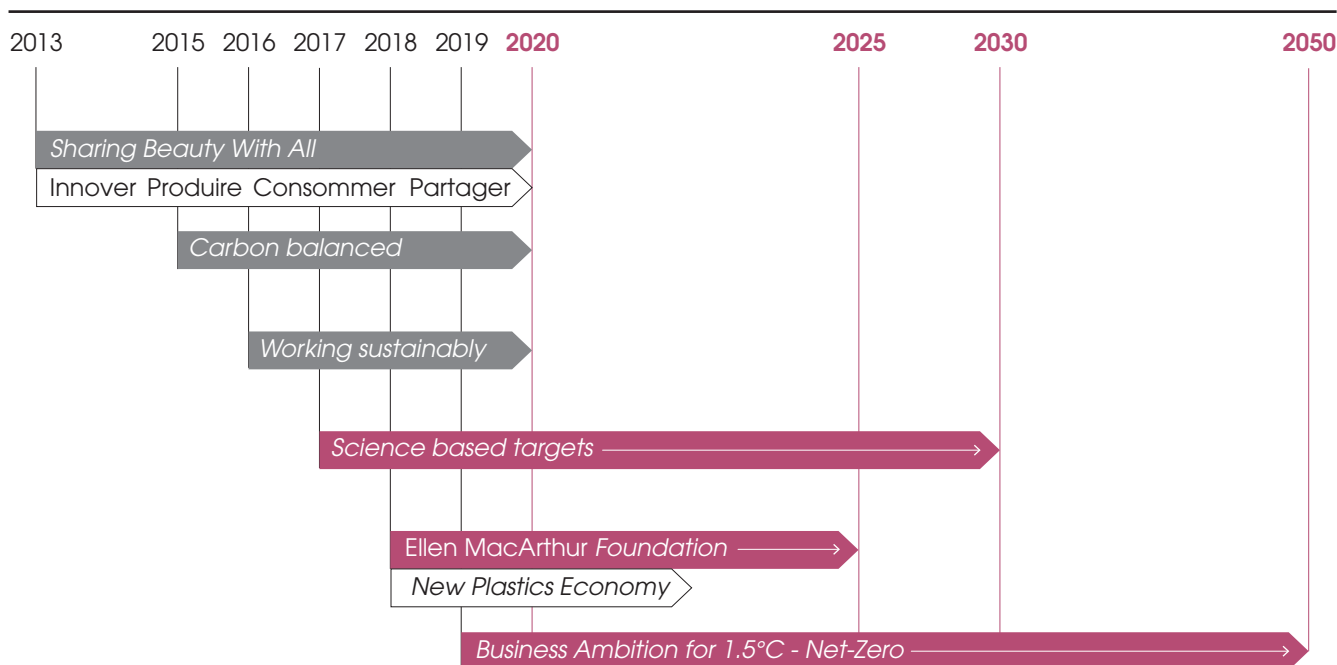 2013 2015 2016 2017 2018 2019 2020 2025 2030 2050
Sharing Beauty With All
Innover Produire Consommer Partager
Carbon balanced
Working sustainably
Science based targets
Ellen MacArthur Foundation
New Plastics Economy
Business Ambition for 1.5°C - Net-Zero